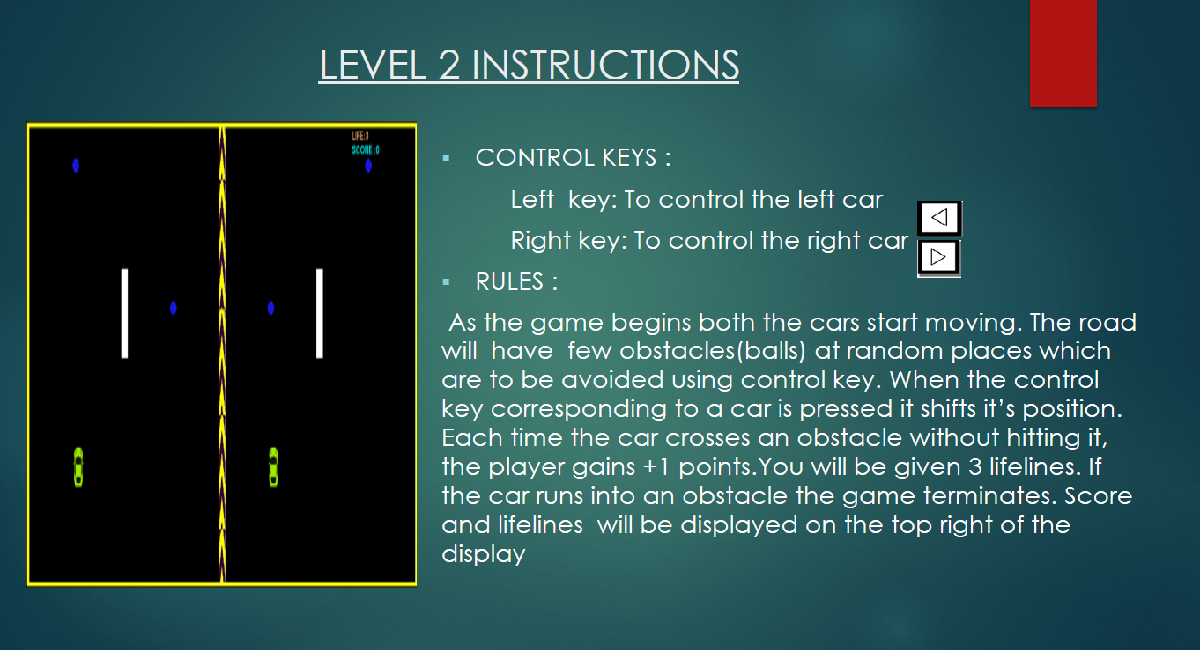 LEVEL 2 INSTRUCTIONS
LIFE:1
SCORE:0
CONTROL KEYS :
Left key: To control the left car
Right key: To control the right car
RULES :
As the game begins both the cars start moving. The road
will have few obstacles(balls) at random places which
are to be avoided using control key. When the control
key corresponding to a car is pressed it shifts it’s position.
Each time the car crosses an obstacle without hitting it,
the player gains +1 points.You will be given 3 lifelines. If
the car runs into an obstacle the game terminates. Score
and lifelines will be displayed on the top right of the
display